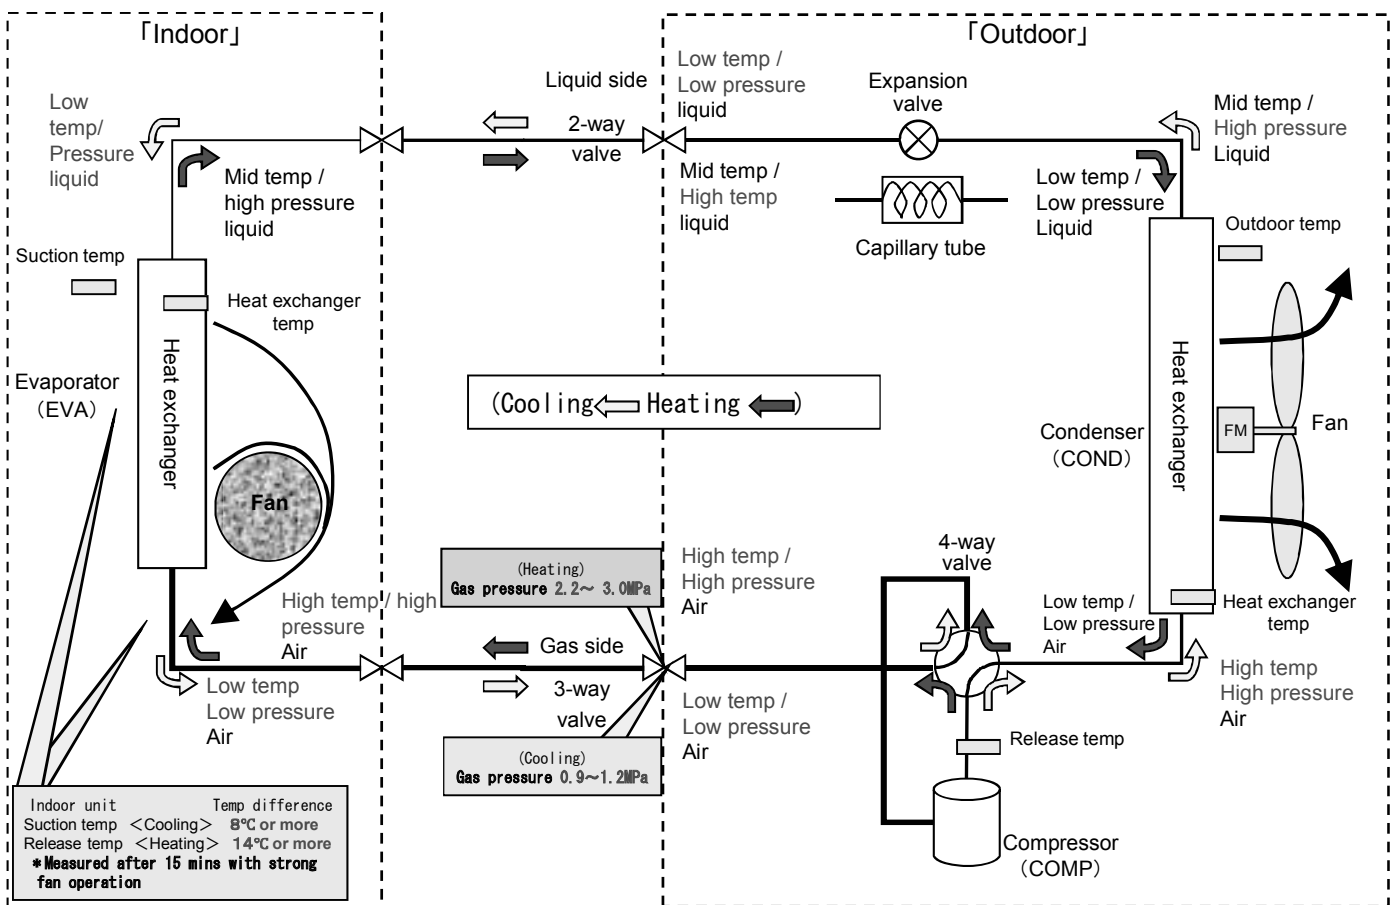 「Indoor」
「Outdoor」
Low
temp/
Pressure
liquid
Mid temp /
high pressure
liquid
Liquid side
2-way
valve
Low temp /
Low pressure
liquid
Mid temp /
High temp
liquid
Expansion
valve
Capillary tube
Mid temp /
High pressure
Liquid
Low temp /
Low pressure
Liquid
Suction temp
Heat exchanger
temp
Heat exchanger
Evaporator
(EVA)
Fan
(Cooling Heating )
Outdoor temp
Heat exchanger
Condenser
(COND)
FM
Fan
Heat exchanger
temp
4-way
valve
Low temp /
Low pressure
Air
High temp
High pressure
Air
(Heating)
Gas pressure 2.2～ 3.0MPa
High temp /
High pressure
Air
High temp / high
pressure
Air
Gas side
3-way
valve
Low temp
Low pressure
Air
Low temp /
Low pressure
Air
(Cooling)
Gas pressure 0.9～1.2MPa
Release temp
Compressor
(COMP)
Indoor unit Temp difference
Suction temp ＜Cooling＞ 8℃ or more
Release temp ＜Heating＞ 14℃ or more
＊Measured after 15 mins with strong
fan operation